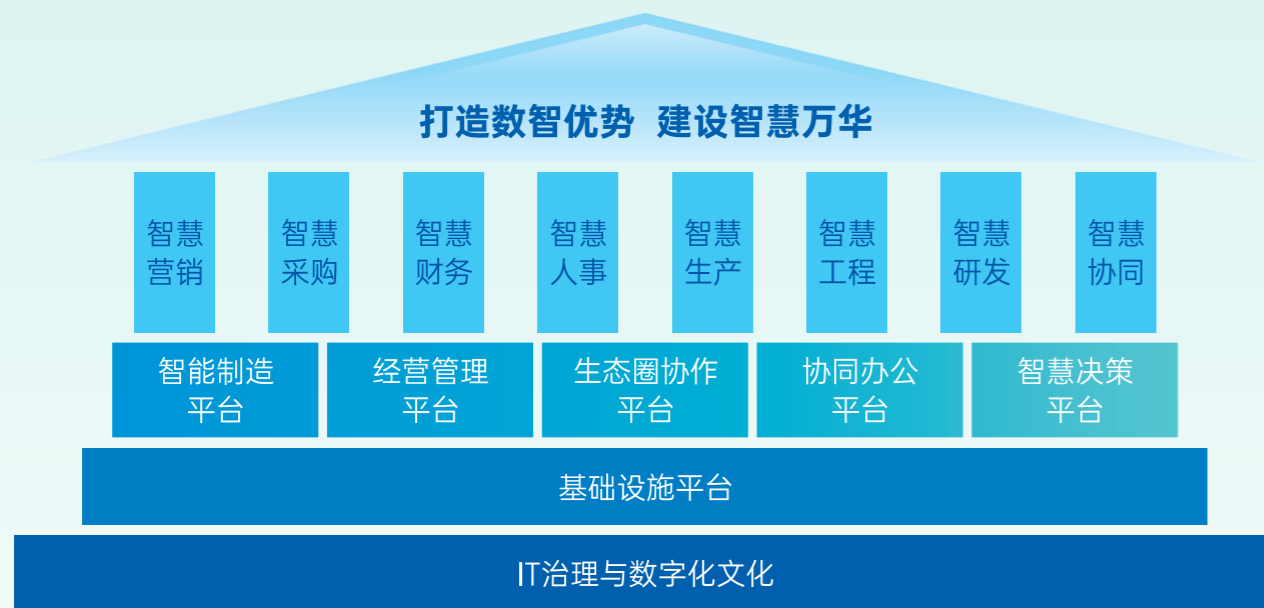 打造数智优势 建设智慧万华
智慧
营销
智慧
采购
智慧
财务
智慧
人事
智慧
生产
智慧
工程
智慧
研发
智慧
协同
智能制造
平台
经营管理
平台
生态圈协作
平台
协同办公
平台
智慧决策
平台
基础设施平台
IT治理与数字化文化